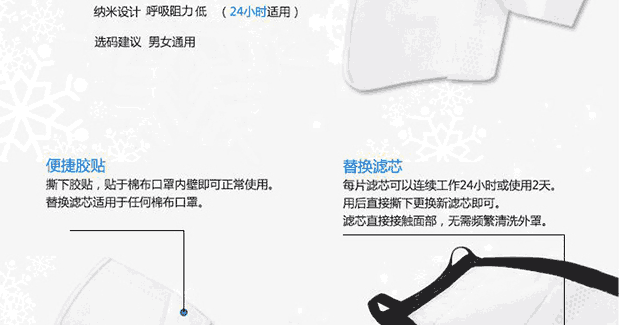 纳米设计 呼吸阻力低 （24小时适用）
选码建议 男女通用
便捷胶贴
撕下胶贴，贴于棉布口罩内壁即可正常使用。
替换滤芯适用于任何棉布口罩。
替换滤芯
每片滤芯可以连续工作24小时或使用2天。
用后直接撕下更换新滤芯即可。
滤芯直接接触面部，无需频繁清洗外罩。